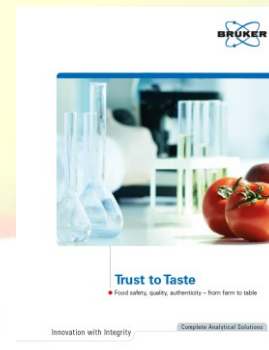 BRUKER
Trust to Taste
Food safety, quality, authenticity – from farm to table
Innovation with Integrity
Complete Analytical Solutions